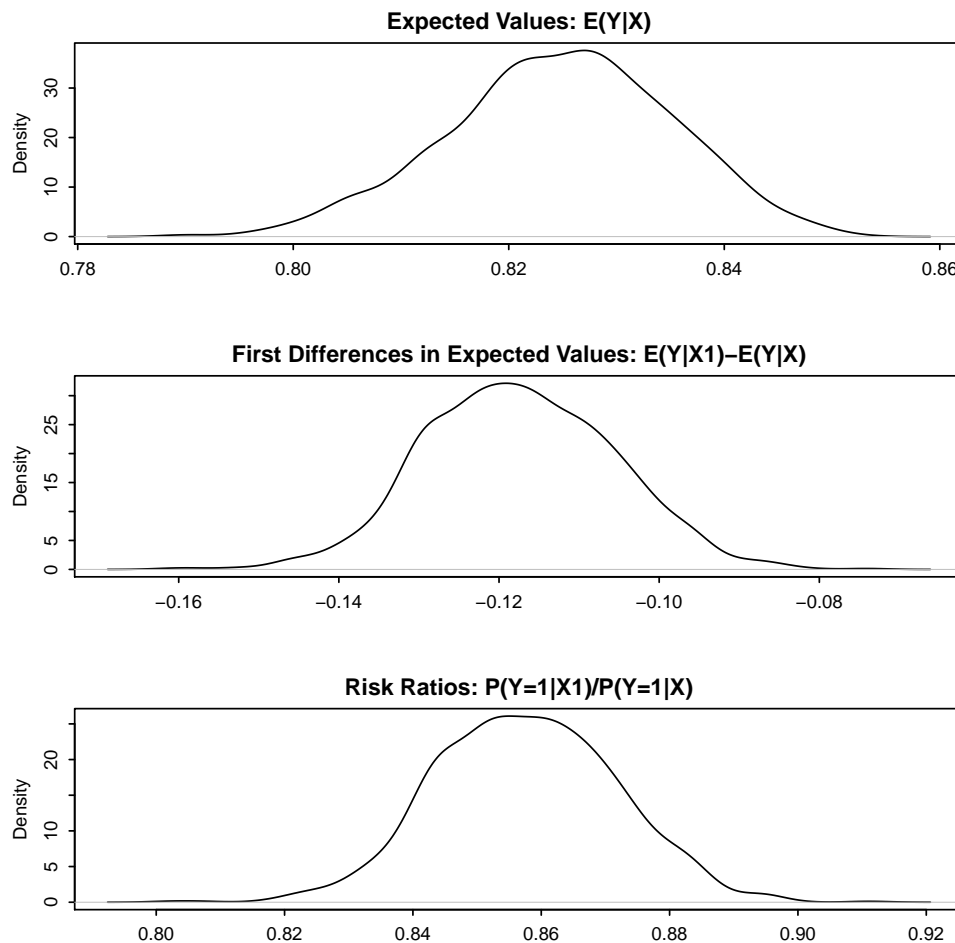 Expected Values: E(Y|X)
Density
0 10 20 30
0.78 0.80 0.82 0.84 0.86
First Differences in Expected Values: E(Y|X1)−E(Y|X)
Density
0 5 15 25
−0.16 −0.14 −0.12 −0.10 −0.08
Risk Ratios: P(Y=1|X1)/P(Y=1|X)
Density
0 5 10 20
0.80 0.82 0.84 0.86 0.88 0.90 0.92